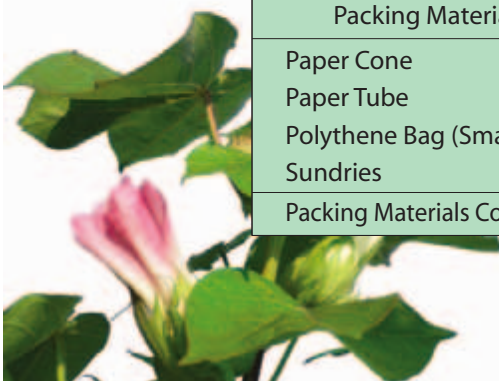 Packing Materia
Paper Cone
Paper Tube
Polythene Bag (Sma
Sundries
Packing Materials Co